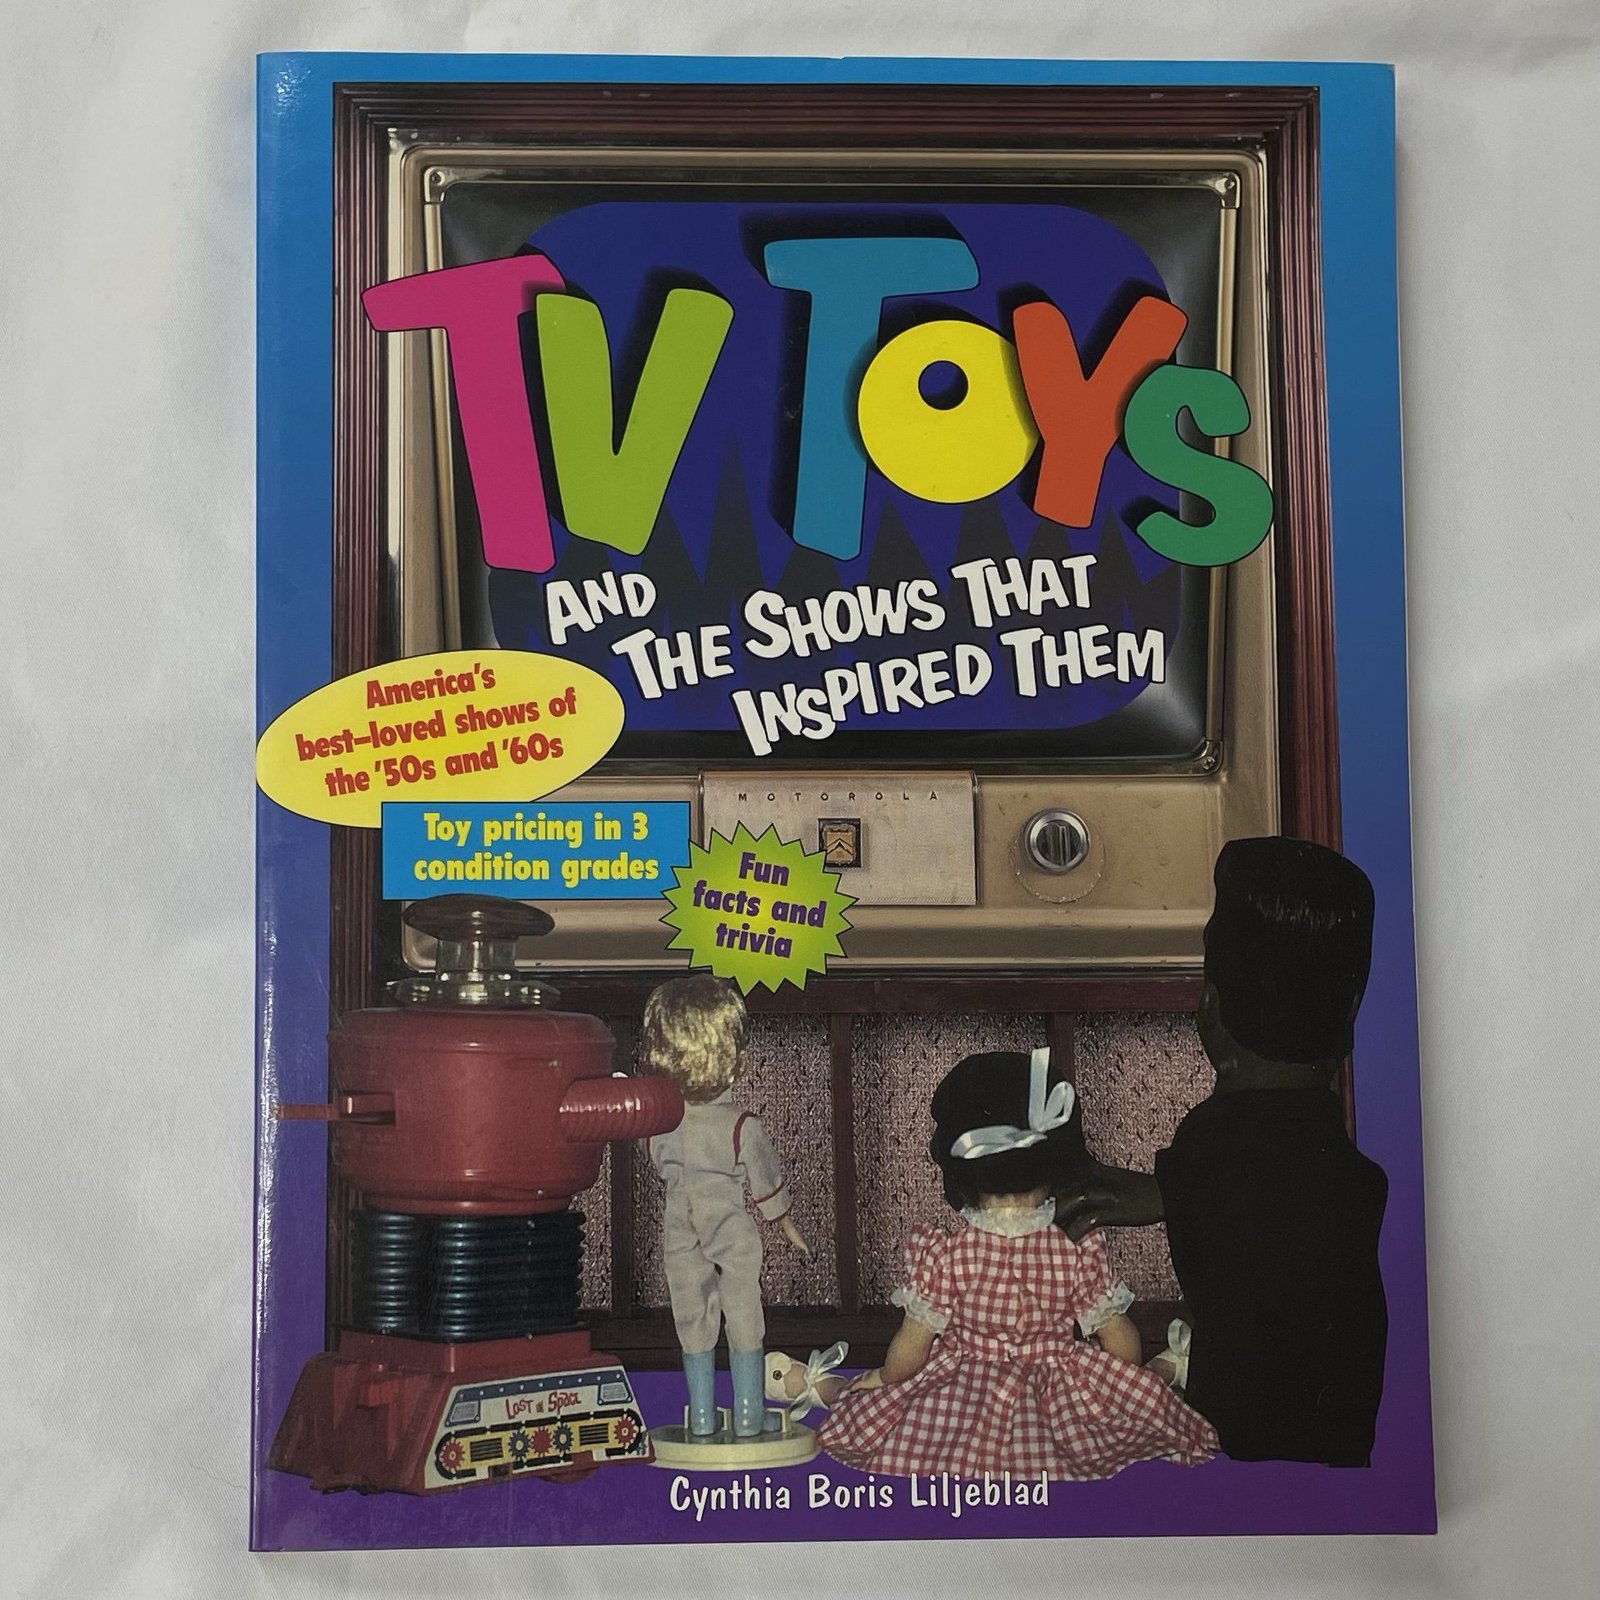 TV TOYS
AND THE SHOWS THAT
INSPIRED THEM
America's
best-loved shows of
the '50s and '60s
Toy pricing in 3
condition grades
Fun
facts and
trivia
MOTOROLA
LOST IN SPACE
Cynthia Boris Liljeblad